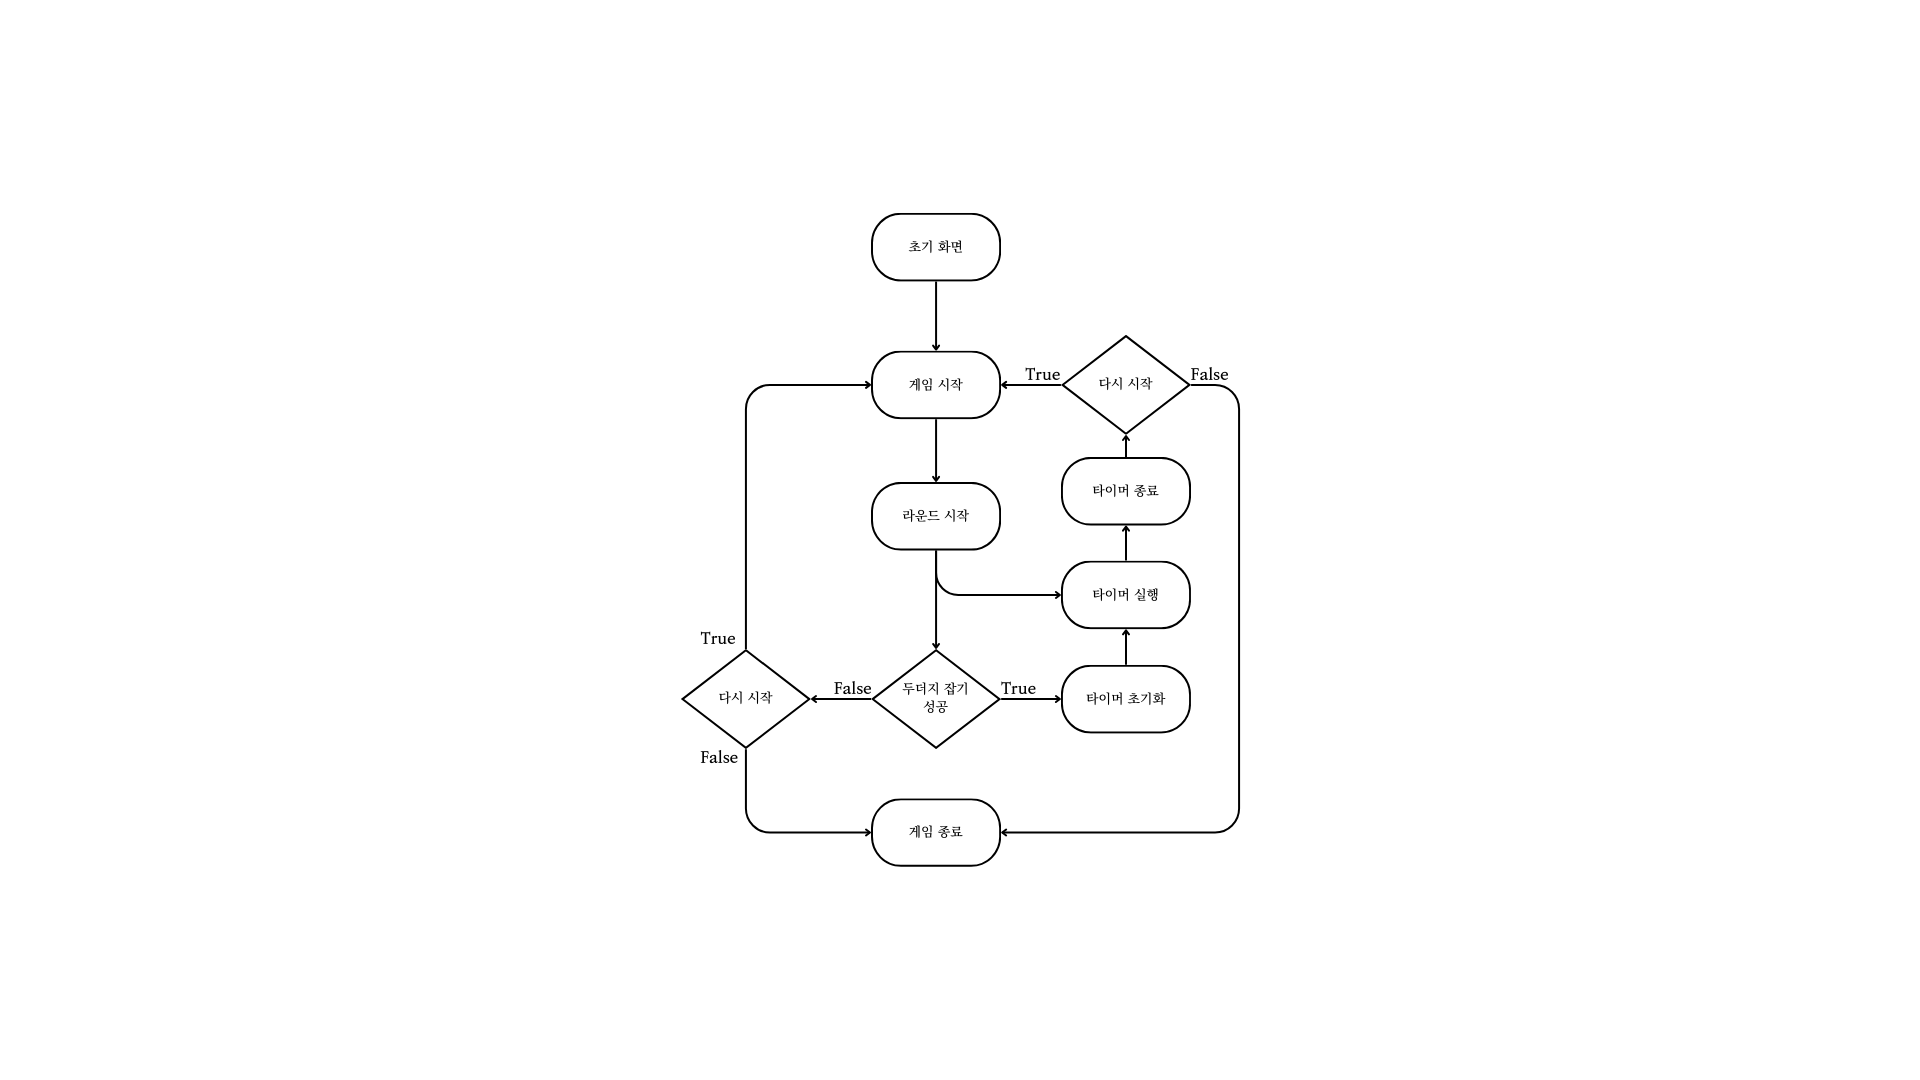 초기 화면
게임 시작
True
다시 시작
False
라운드 시작
타이머 종료
타이머 실행
True
다시 시작
False
False
두더지 잡기
성공
True
타이머 초기화
게임 종료